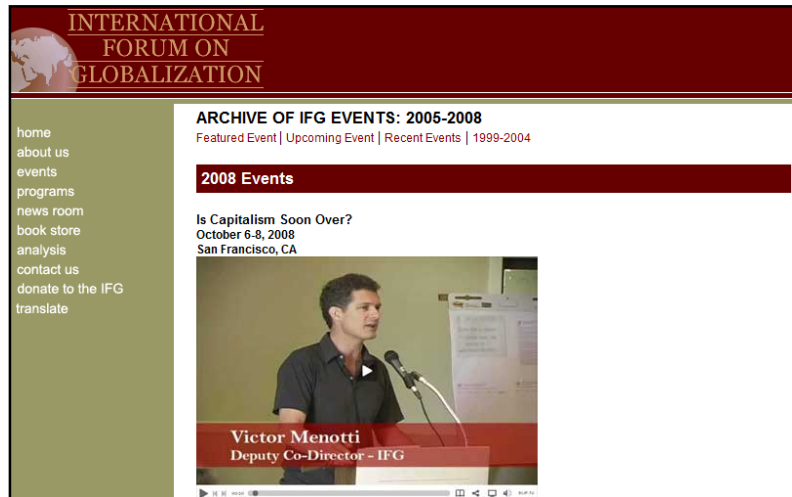 INTERNATIONAL
FORUM ON
GLOBALIZATION
home
about us
events
programs
news room
book store
analysis
contact us
donate to the IFG
translate
ARCHIVE OF IFG EVENTS: 2005-2008
Featured Event | Upcoming Event | Recent Events | 1999-2004
2008 Events
Is Capitalism Soon Over?
October 6-8, 2008
San Francisco, CA
Victor Menotti
Deputy Co-Director - IFG